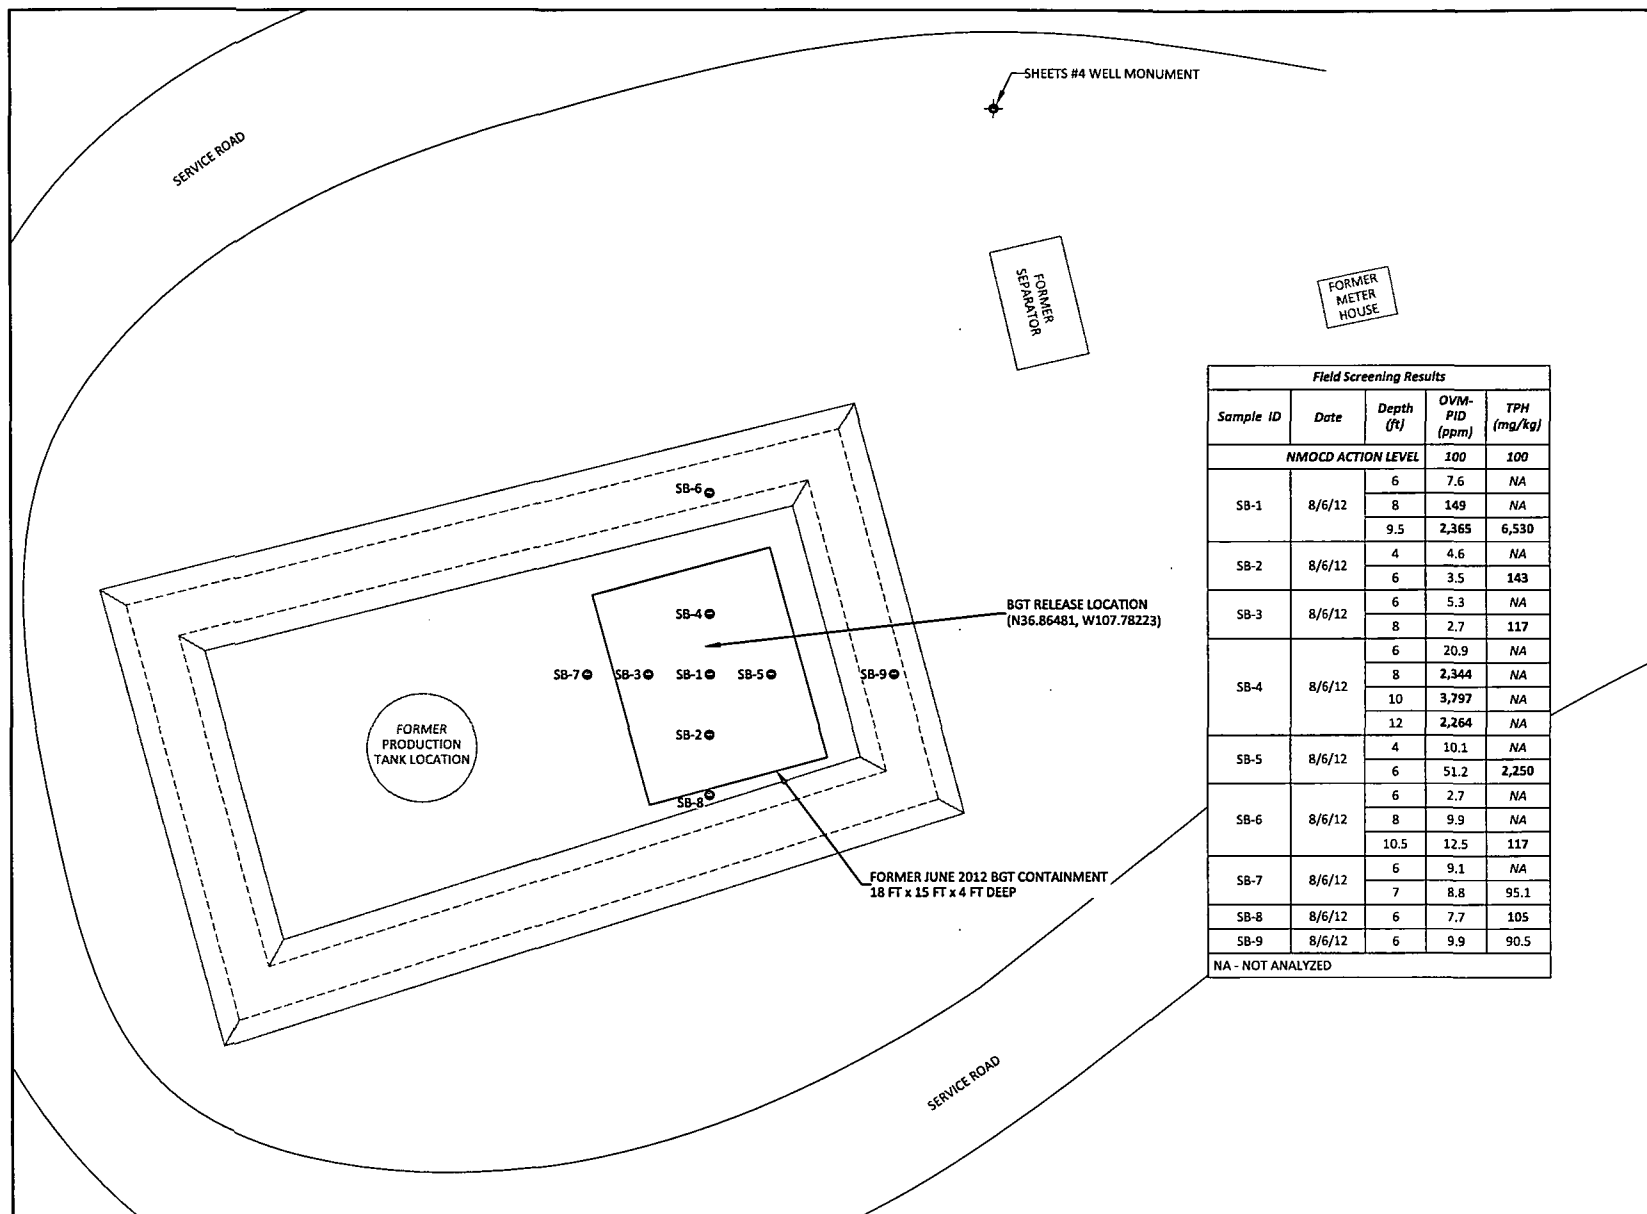 SHEETS #4 WELL MONUMENT
SERVICE ROAD
FORMER
SEPARATOR
FORMER
METER
HOUSE
Field Screening Results
Sample ID Date Depth (ft) OVM-PID (ppm) TPH (mg/kg)
NMOCD ACTION LEVEL 100 100
SB-1 8/6/12 6 7.6 NA
8 149 NA
9.5 2,365 6,530
SB-2 8/6/12 4 4.6 NA
6 3.5 143
SB-3 8/6/12 6 5.3 NA
8 2.7 117
SB-4 8/6/12 6 20.9 NA
8 2,344 NA
10 3,797 NA
12 2,264 NA
SB-5 8/6/12 4 10.1 NA
6 51.2 2,250
SB-6 8/6/12 6 2.7 NA
8 9.9 NA
10.5 12.5 117
SB-7 8/6/12 6 9.1 NA
7 8.8 95.1
SB-8 8/6/12 6 7.7 105
SB-9 8/6/12 6 9.9 90.5
NA - NOT ANALYZED
SB-6
SB-4
BGT RELEASE LOCATION
(N36.86481, W107.78223)
SB-7 SB-3 SB-1 SB-5 SB-9
SB-2
FORMER
PRODUCTION
TANK LOCATION
SB-8
FORMER JUNE 2012 BGT CONTAINMENT
18 FT x 15 FT x 4 FT DEEP
SERVICE ROAD